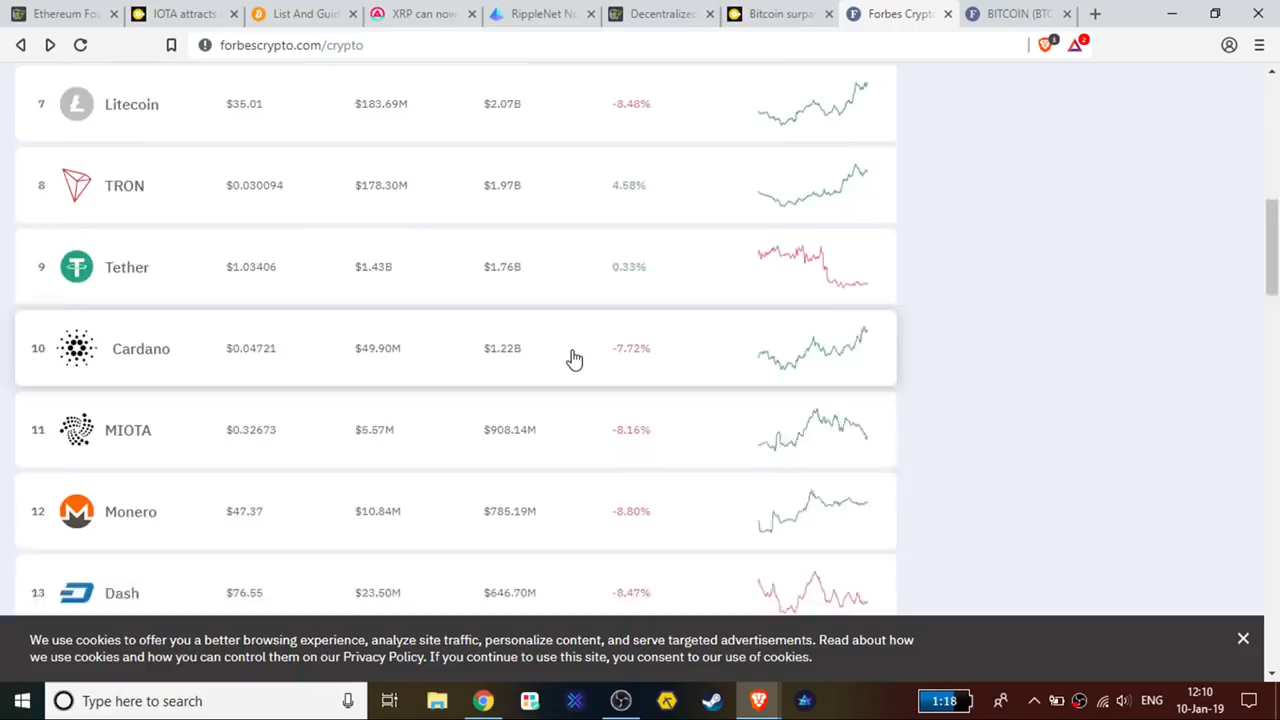 Ethereum Fo
IOTA attracts
List And Guid
XRP can now
RippleNet Ne
Decentralized
Bitcoin surpa
Forbes Crypt
BITCOIN (BTC
forbescrypto.com/crypto
3
2
7 Litecoin $35.01 $183.69M $2.07B -8.48%
8 TRON $0.030094 $178.30M $1.97B 4.58%
9 Tether $1.03406 $1.43B $1.76B 0.33%
10 Cardano $0.04721 $49.90M $1.22B -7.72%
11 MIOTA $0.32673 $5.57M $908.14M -8.16%
12 Monero $47.37 $10.84M $785.19M -8.80%
13 Dash $76.55 $23.50M $646.70M -8.47%
We use cookies to offer you a better browsing experience, analyze site traffic, personalize content, and serve targeted advertisements. Read about how
we use cookies and how you can control them on our Privacy Policy. If you continue to use this site, you consent to our use of cookies.
Type here to search
1:18
ENG
12:10
10-Jan-19